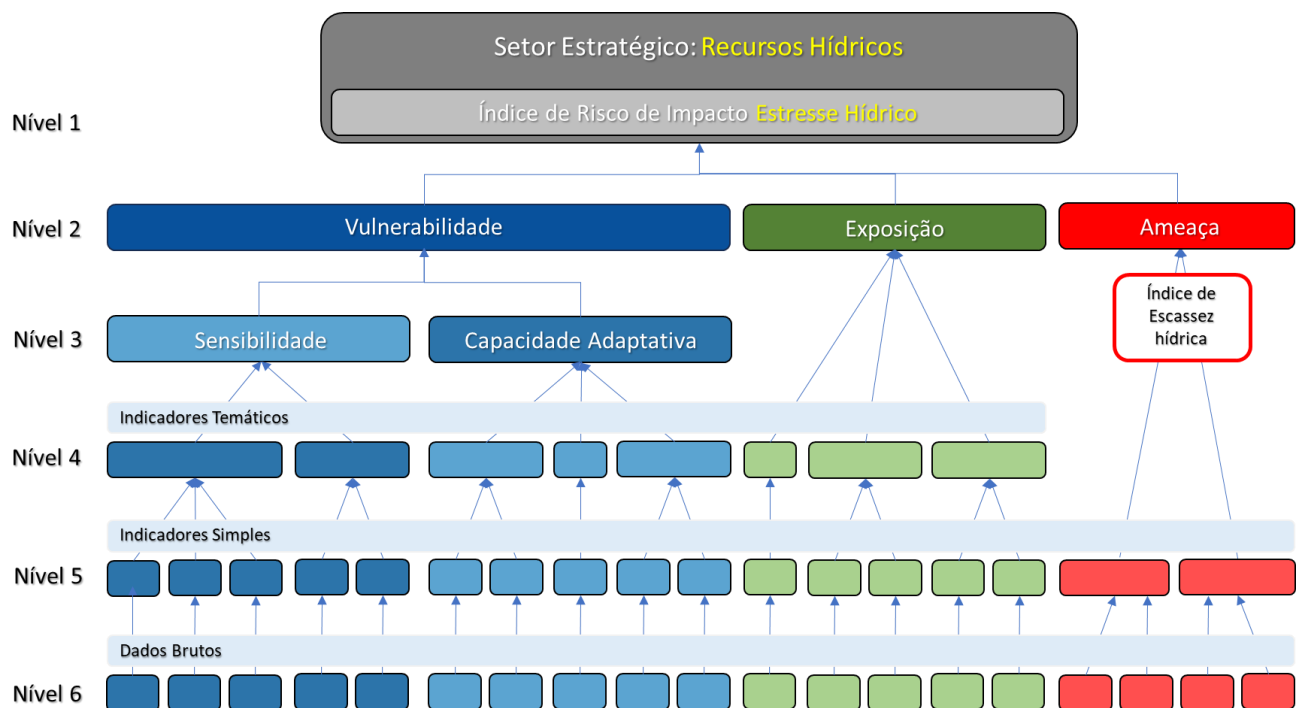 Setor Estratégico: Recursos Hídricos
Nível 1
Índice de Risco de Impacto Estresse Hídrico
Nível 2
Vulnerabilidade
Exposição
Ameaça
Índice de
Escassez
hídrica
Nível 3
Sensibilidade
Capacidade Adaptativa
Indicadores Temáticos
Nível 4
Indicadores Simples
Nível 5
Dados Brutos
Nível 6